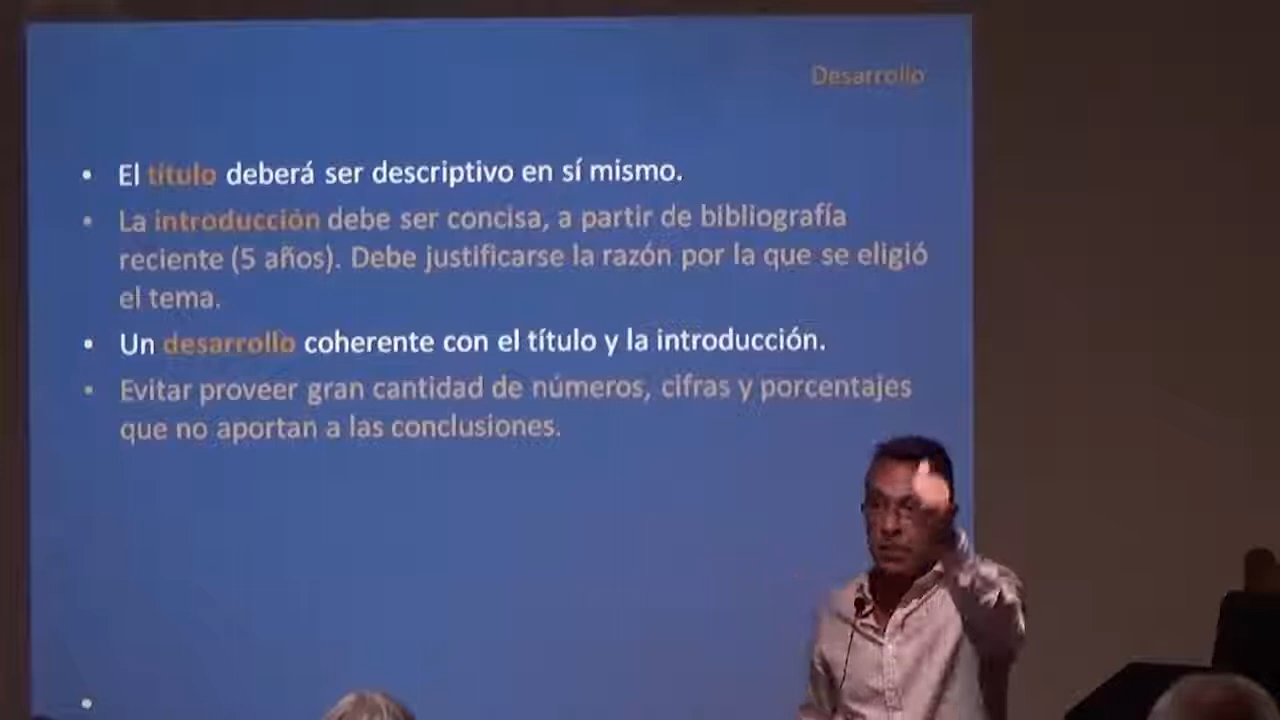 Desarrollo
• El título deberá ser descriptivo en sí mismo.
• La introducción debe ser concisa, a partir de bibliografía
reciente (5 años). Debe justificarse la razón por la que se eligió
el tema.
• Un desarrollo coherente con el título y la introducción.
• Evitar proveer gran cantidad de números, cifras y porcentajes
que no aportan a las conclusiones.
•